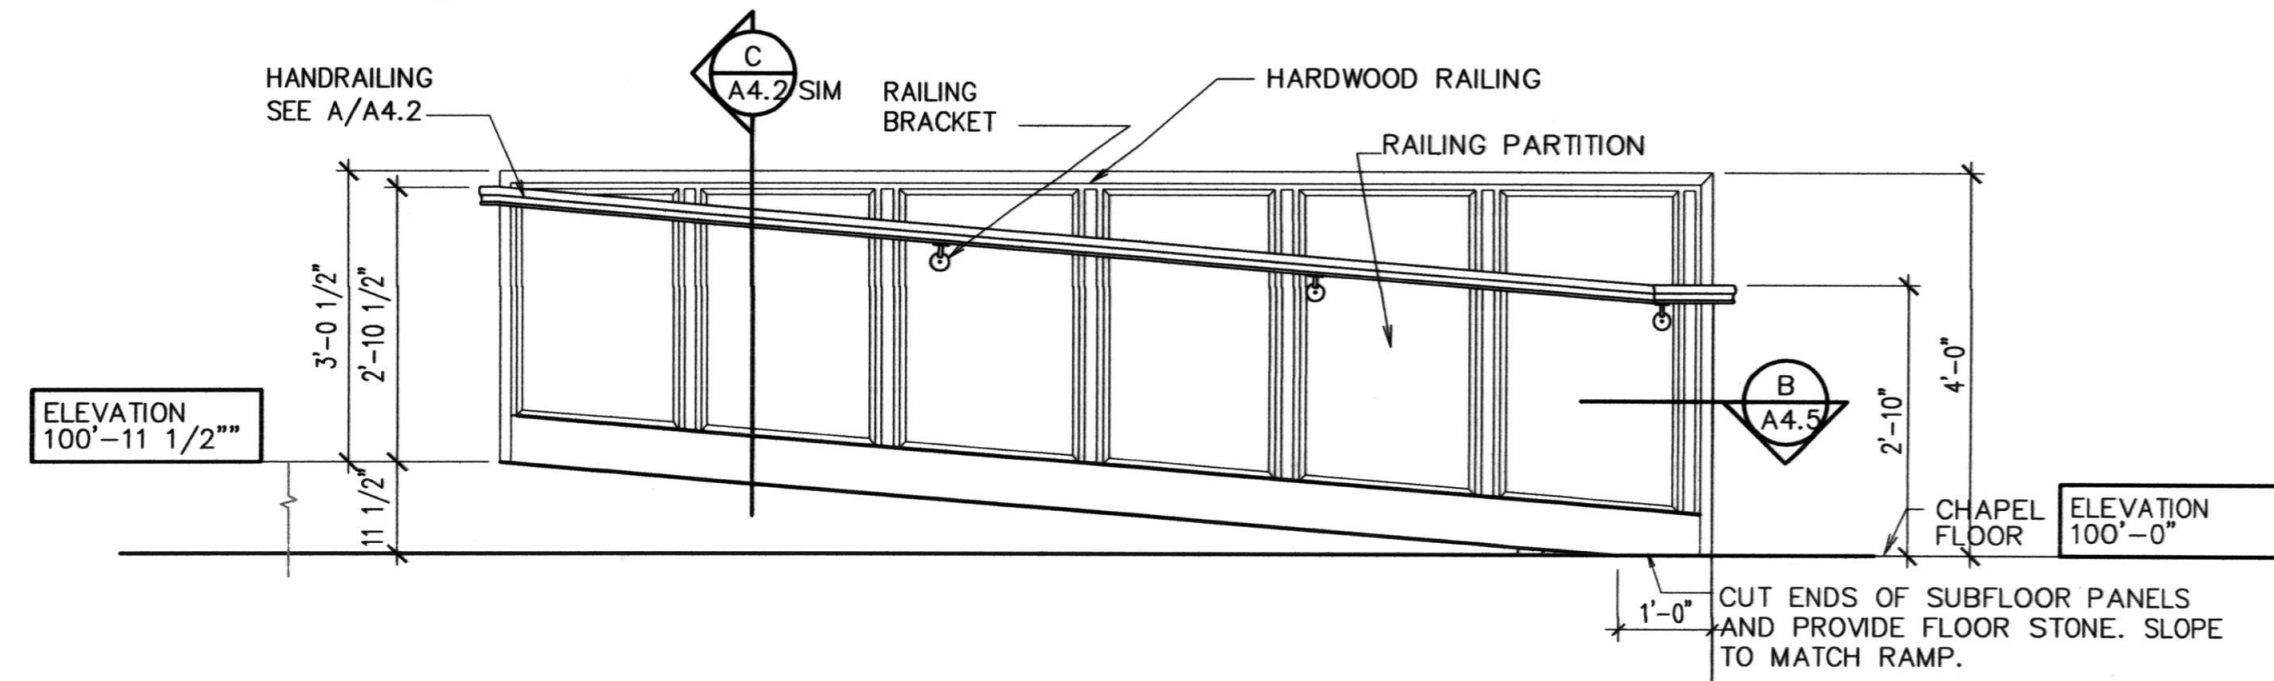 C
A4.2 SIM
HANDRAILING
SEE A/A4.2
RAILING
BRACKET
HARDWOOD RAILING
RAILING PARTITION
3'-0 1/2"
2'-10 1/2"
11 1/2"
ELEVATION
100'-11 1/2""
B
A4.5
2'-10"
4'-0"
CHAPEL
FLOOR
ELEVATION
100'-0"
1'-0"
CUT ENDS OF SUBFLOOR PANELS
AND PROVIDE FLOOR STONE. SLOPE
TO MATCH RAMP.